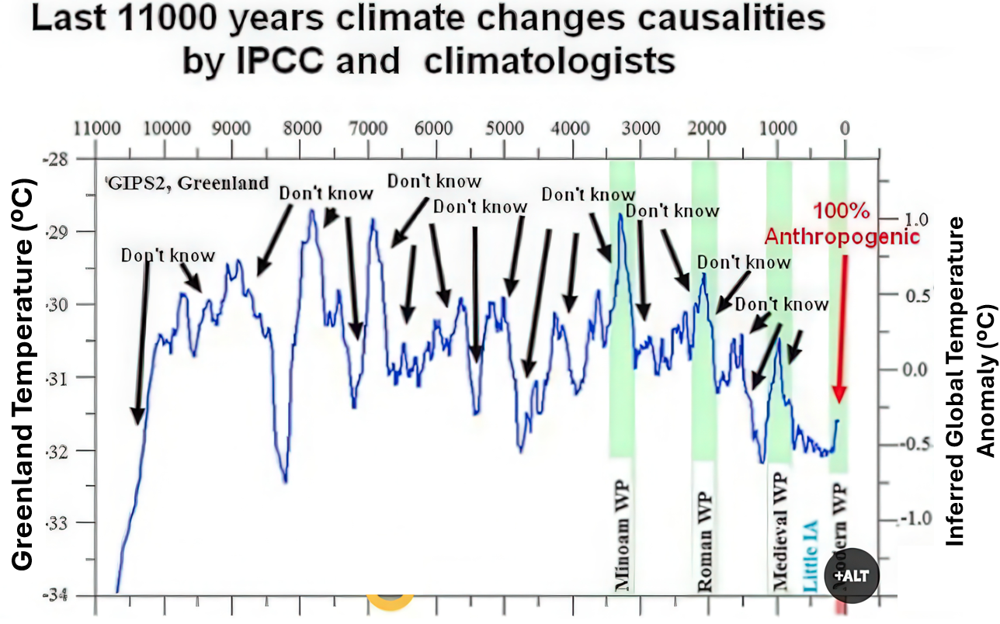 Last 11000 years climate changes causalities
by IPCC and climatologists
11000 10000 9000 8000 7000 6000 5000 4000 3000 2000 1000 0
-28
-29
-30
-31
-32
-33
-34
Greenland Temperature (ºC)
'GIPS2, Greenland
Don't know
Don't know
Don't know
Don't know
Don't know
Don't know
Don't know
Don't know
100%
Anthropogenic
1.0
0.5
0.0
-0.5
-1.0
Inferred Global Temperature
Anomaly (ºC)
Minoam WP
Roman WP
Medieval WP
Little IA
WP
+ALT